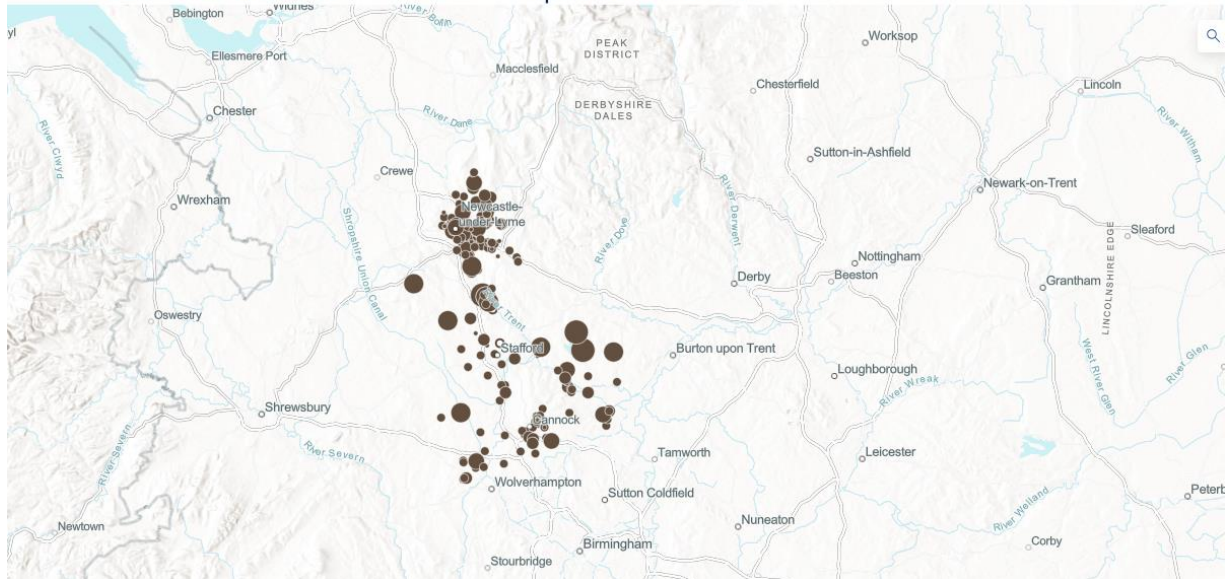 Bebington
Widnes
River Bollin
Ellesmere Port
Chester
River Clwyd
Macclesfield
PEAK
DISTRICT
DERBYSHIRE
DALES
Chesterfield
Worksop
Lincoln
River Witham
River Dane
Crewe
Wrexham
Newcastle-
under-Lyme
Sutton-in-Ashfield
Newark-on-Trent
Sleaford
LINCOLNSHIRE EDGE
Shropshire Union Canal
River Dove
River Derwent
Derby
Nottingham
Beeston
Grantham
Oswestry
Trent
Stafford
Burton upon Trent
Loughborough
River Wreak
West River Glen
River Glen
Shrewsbury
River Severn
River Severn
Cannock
Tamworth
Leicester
Wolverhampton
Sutton Coldfield
Nuneaton
River Welland
Peterb
Newtown
Birmingham
Stourbridge
Corby